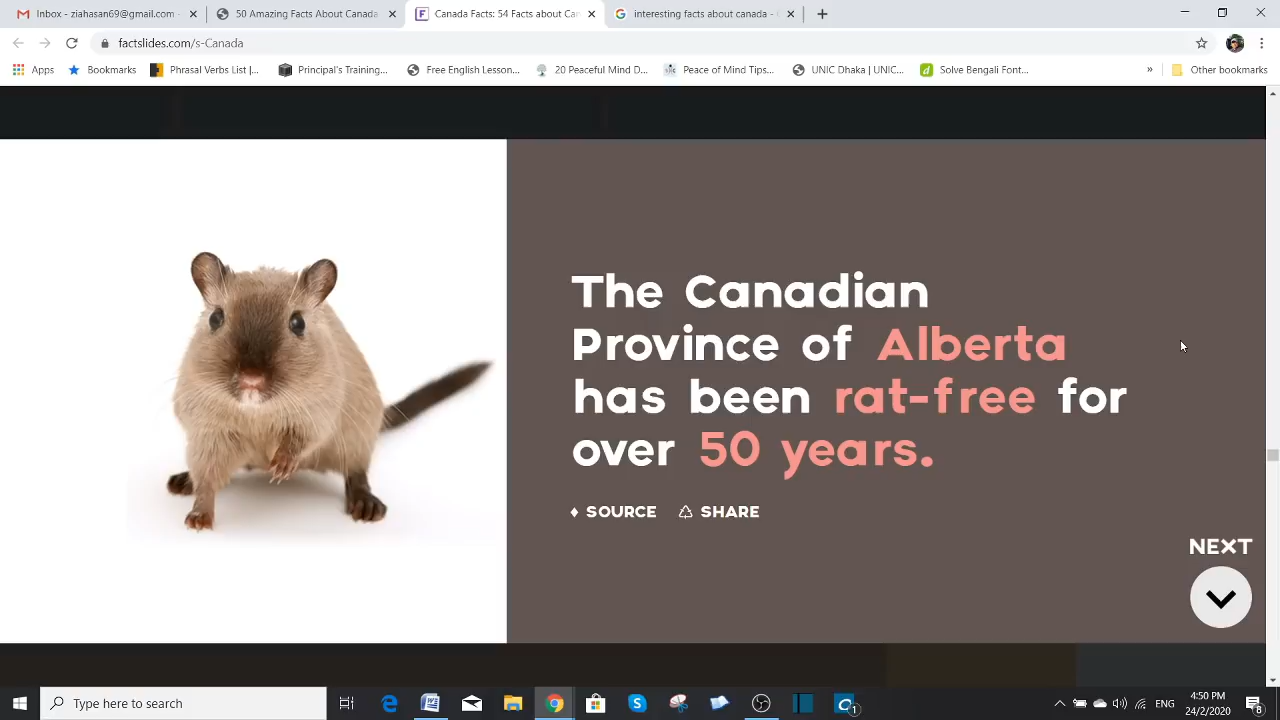 Inbox - ziahasan69@gmail.com -
50 Amazing Facts About Canada
Canada Facts: 54 Facts about Can
interesting facts about canada -
factslides.com/s-Canada
Apps
Bookmarks
Phrasal Verbs List |...
Principal's Training...
Free English Lesson...
20 Peaceful Mind D...
Peace of Mind Tips...
UNIC Dhaka | UNIC...
Solve Bengali Font...
»
Other bookmarks
The Canadian
Province of Alberta
has been rat-free for
over 50 years.
SOURCE SHARE
NEXT
Type here to search
ENG
4:50 PM
24/2/2020